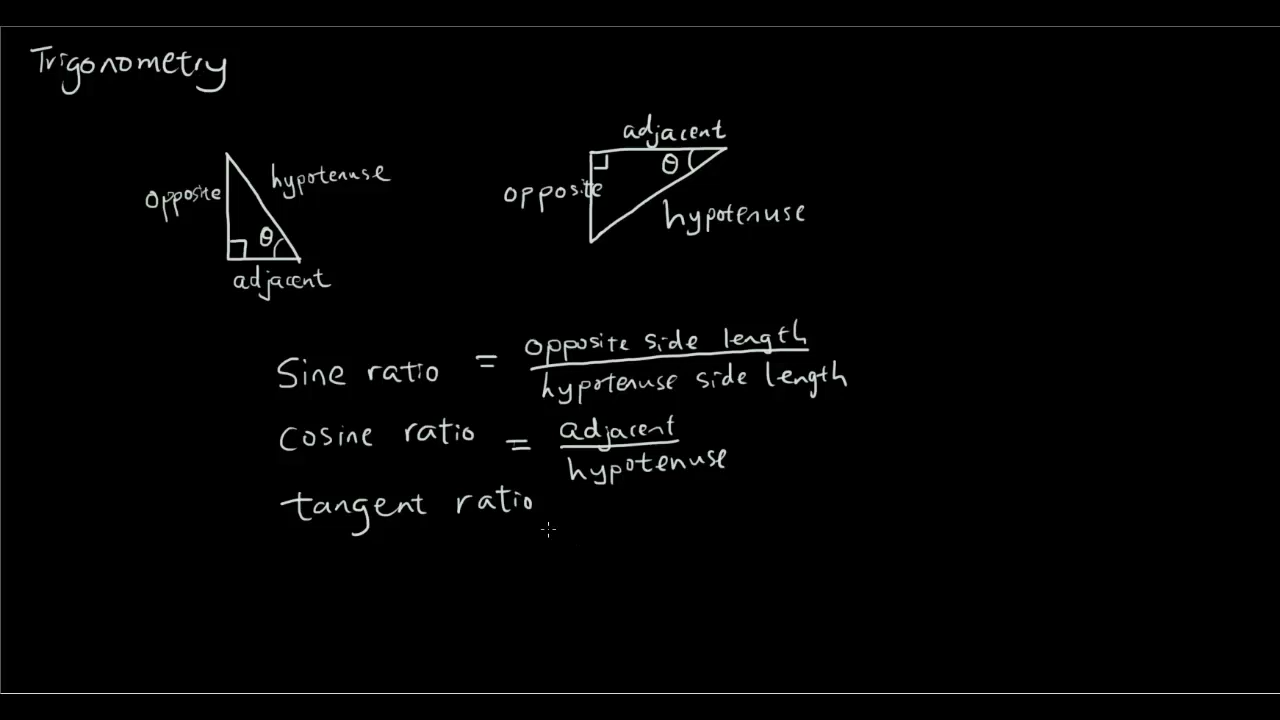 Trigonometry
opposite
hypotenuse
θ
adjacent
adjacent
θ
opposite
hypotenuse
Sine ratio = opposite side length
hypotenuse side length
cosine ratio = adjacent
hypotenuse
tangent ratio